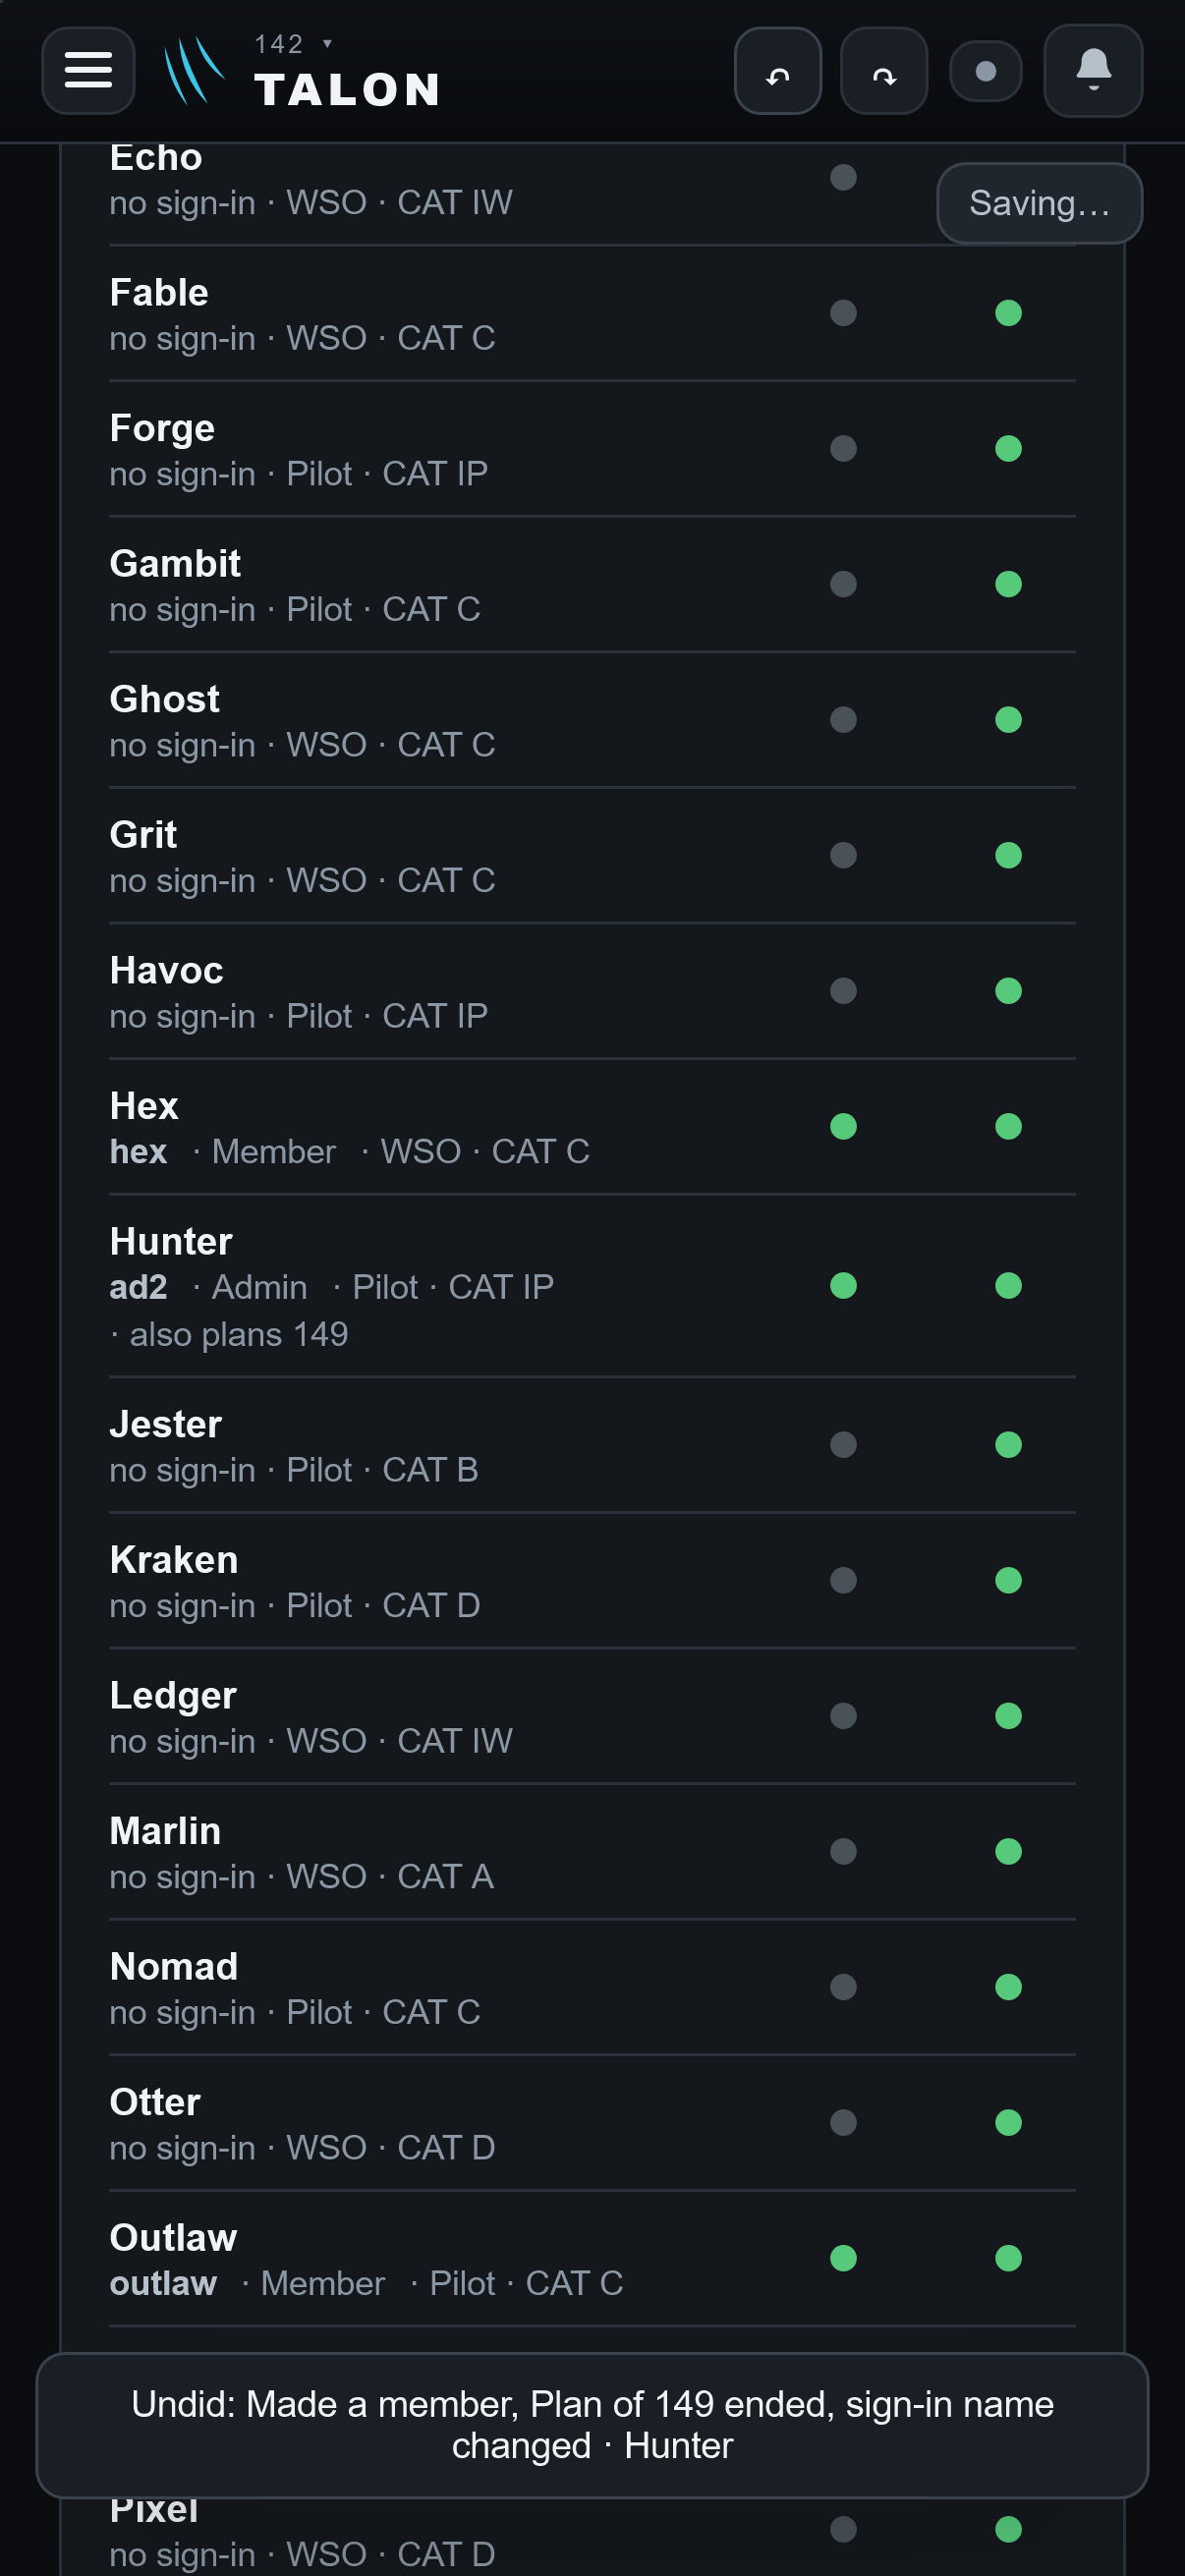 142 ▾
TALON
Echo
no sign-in · WSO · CAT IW
Saving…
Fable
no sign-in · WSO · CAT C
Forge
no sign-in · Pilot · CAT IP
Gambit
no sign-in · Pilot · CAT C
Ghost
no sign-in · WSO · CAT C
Grit
no sign-in · WSO · CAT C
Havoc
no sign-in · Pilot · CAT IP
Hex
hex · Member · WSO · CAT C
Hunter
ad2 · Admin · Pilot · CAT IP
· also plans 149
Jester
no sign-in · Pilot · CAT B
Kraken
no sign-in · Pilot · CAT D
Ledger
no sign-in · WSO · CAT IW
Marlin
no sign-in · WSO · CAT A
Nomad
no sign-in · Pilot · CAT C
Otter
no sign-in · WSO · CAT D
Outlaw
outlaw · Member · Pilot · CAT C
Undid: Made a member, Plan of 149 ended, sign-in name
changed · Hunter
Pixel
no sign-in · WSO · CAT D